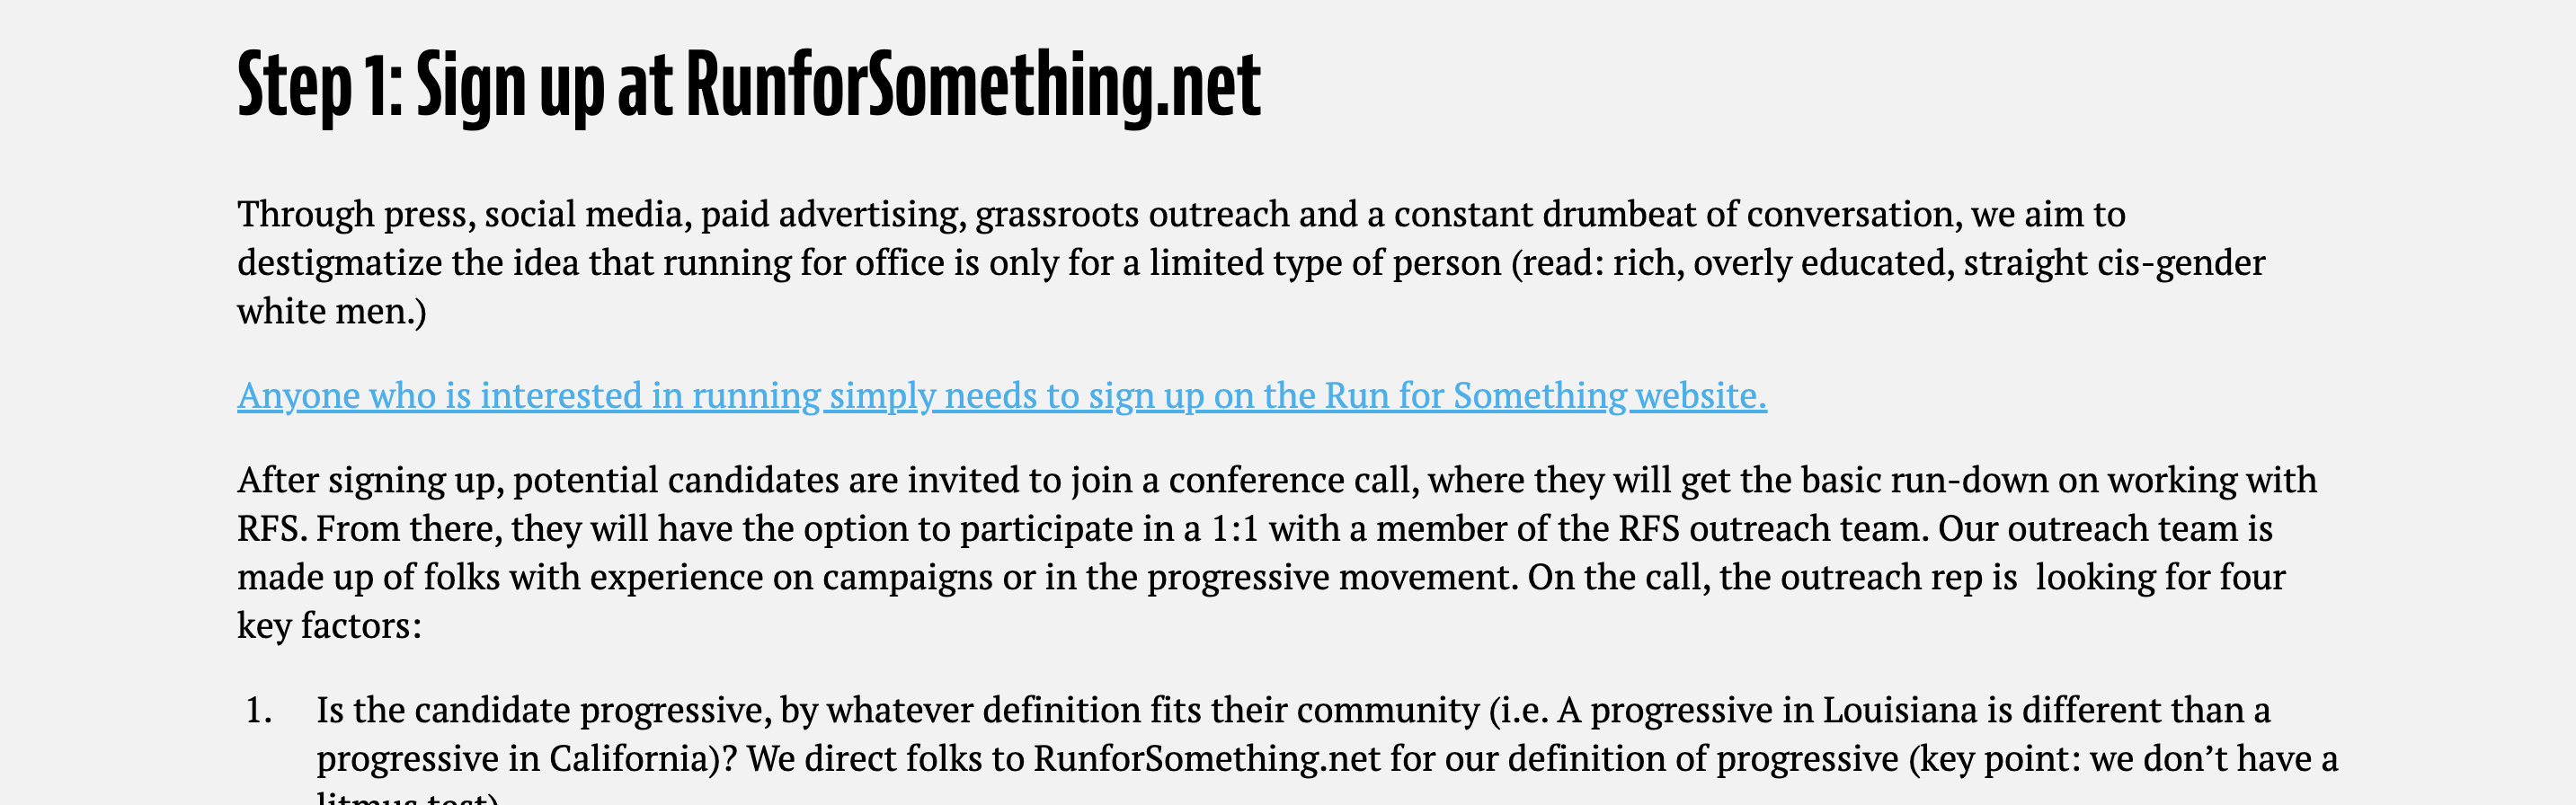 Step 1: Sign up at RunforSomething.net
Through press, social media, paid advertising, grassroots outreach and a constant drumbeat of conversation, we aim to
destigmatize the idea that running for office is only for a limited type of person (read: rich, overly educated, straight cis-gender
white men.)
Anyone who is interested in running simply needs to sign up on the Run for Something website.
After signing up, potential candidates are invited to join a conference call, where they will get the basic run-down on working with
RFS. From there, they will have the option to participate in a 1:1 with a member of the RFS outreach team. Our outreach team is
made up of folks with experience on campaigns or in the progressive movement. On the call, the outreach rep is  looking for four
key factors:
1. Is the candidate progressive, by whatever definition fits their community (i.e. A progressive in Louisiana is different than a
progressive in California)? We direct folks to RunforSomething.net for our definition of progressive (key point: we don’t have a
litmus test)